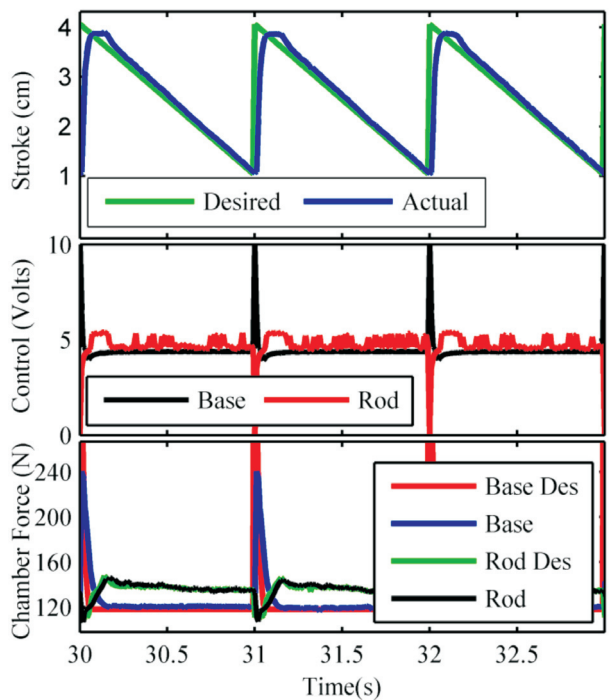 4
3
2
1
Stroke (cm)
Desired Actual
10
5
0
Control (Volts)
Base Rod
240
200
160
120
Chamber Force (N)
Base Des
Base
Rod Des
Rod
30 30.5 31 31.5 32 32.5
Time(s)